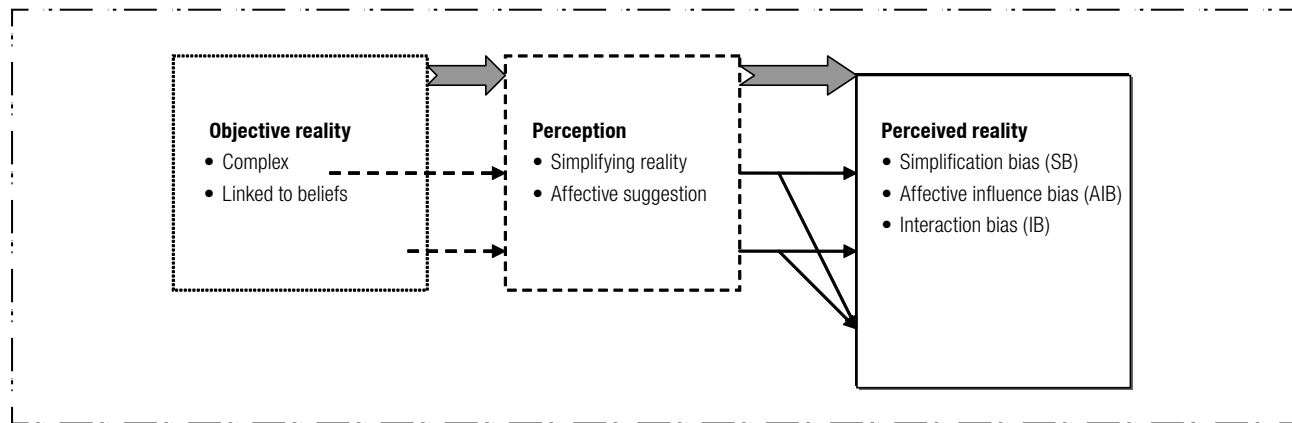 Objective reality
• Complex
• Linked to beliefs
Perception
• Simplifying reality
• Affective suggestion
Perceived reality
• Simplification bias (SB)
• Affective influence bias (AIB)
• Interaction bias (IB)